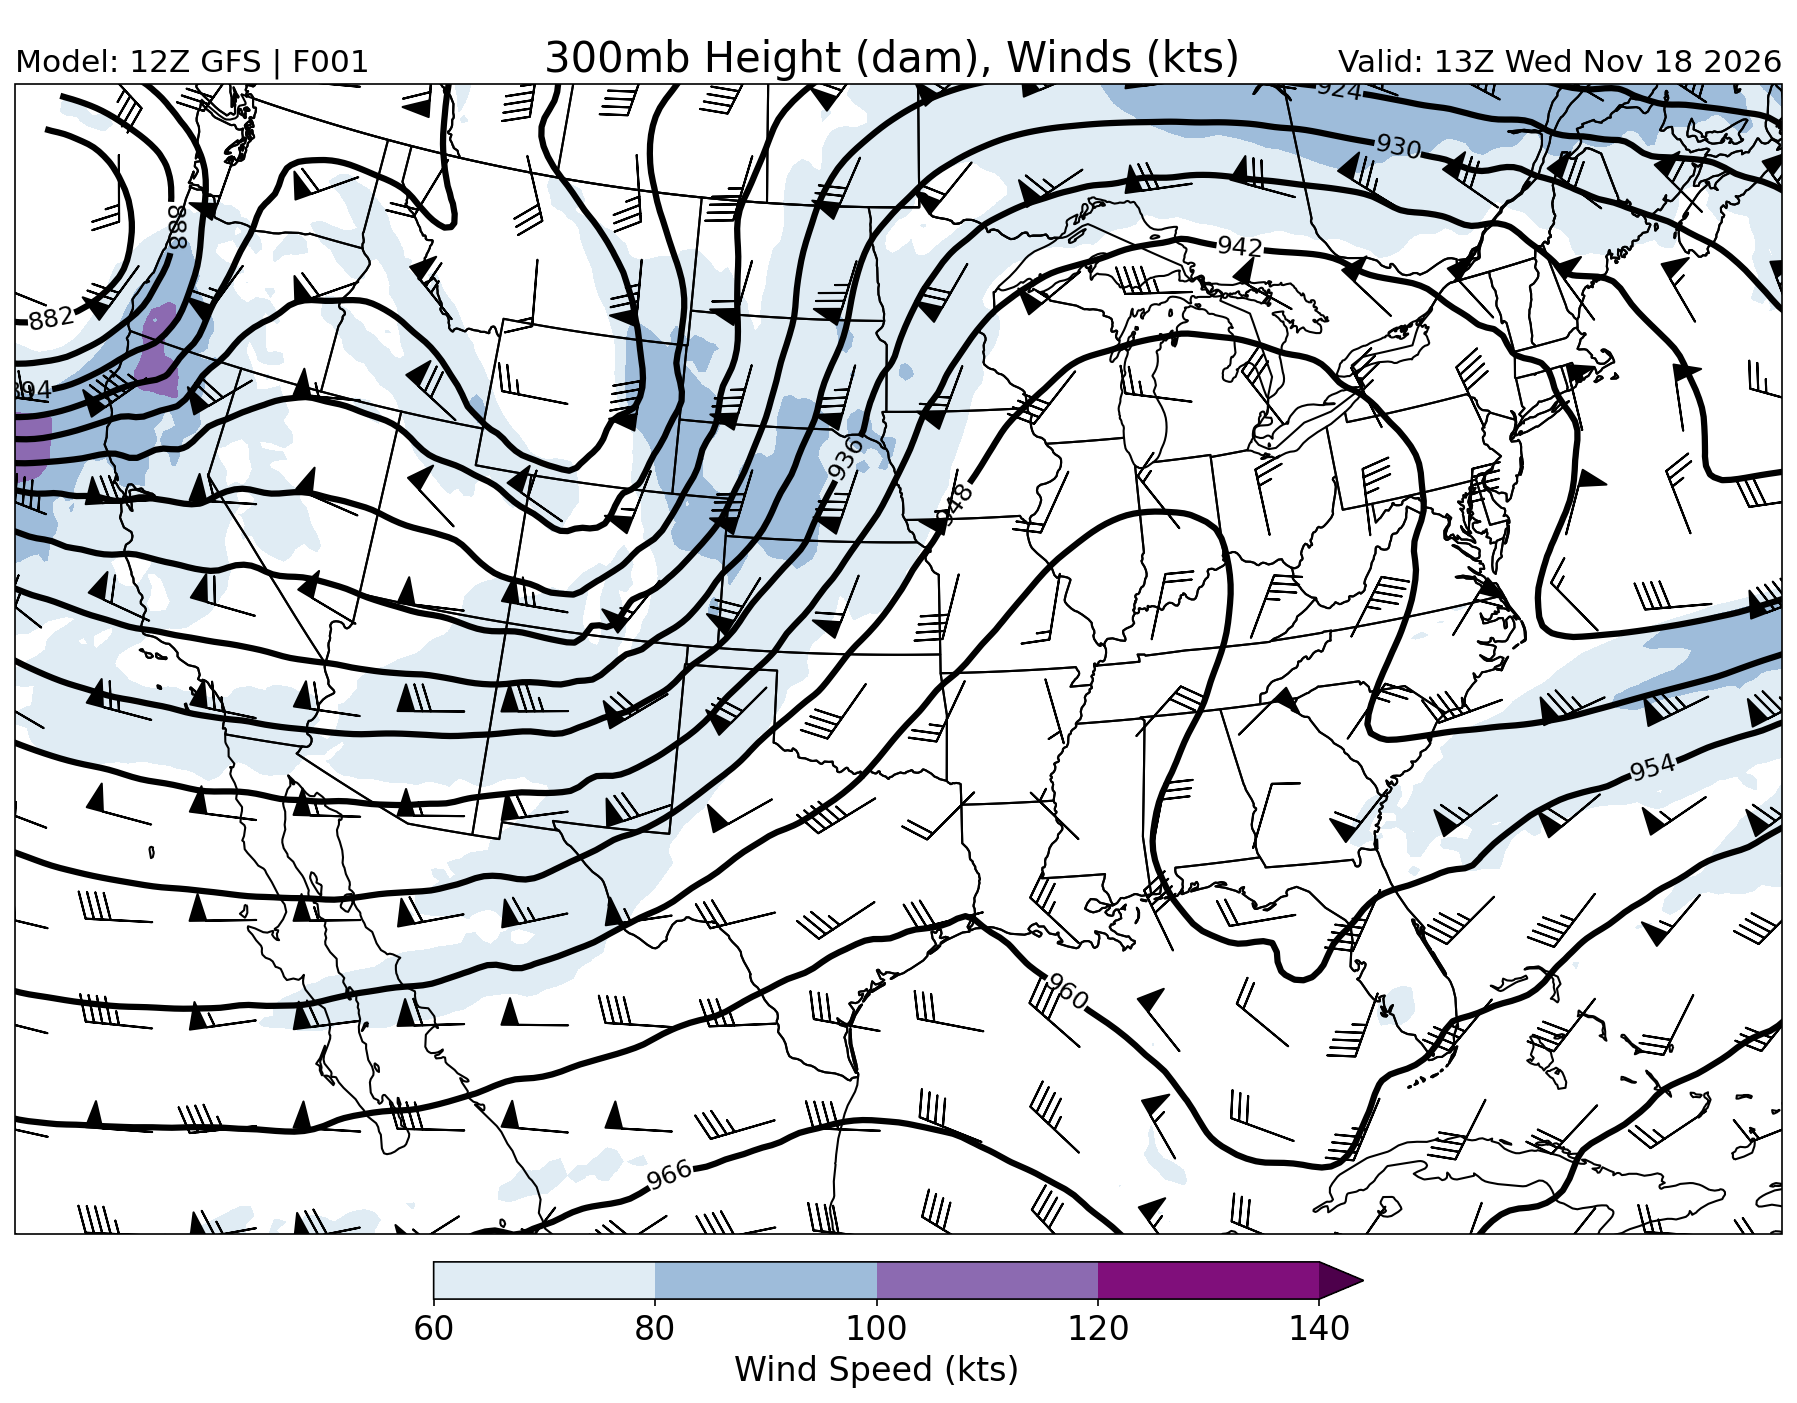 Model: 12Z GFS | F001
300mb Height (dam), Winds (kts)
Valid: 13Z Wed Nov 18 2026
924
930
888
942
882
894
936
948
954
960
966
60 80 100 120 140
Wind Speed (kts)